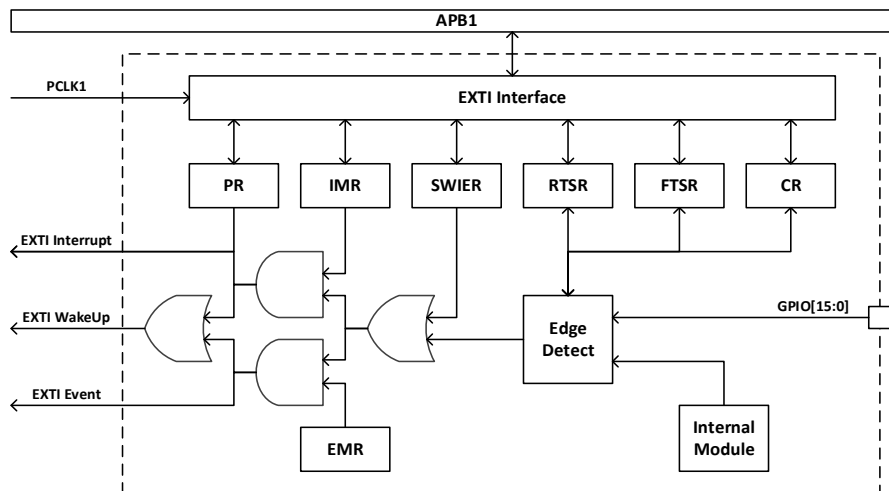 APB1
PCLK1
EXTI Interface
PR
IMR
SWIER
RTSR
FTSR
CR
EXTI Interrupt
GPIO[15:0]
EXTI WakeUp
Edge
Detect
EXTI Event
EMR
Internal
Module